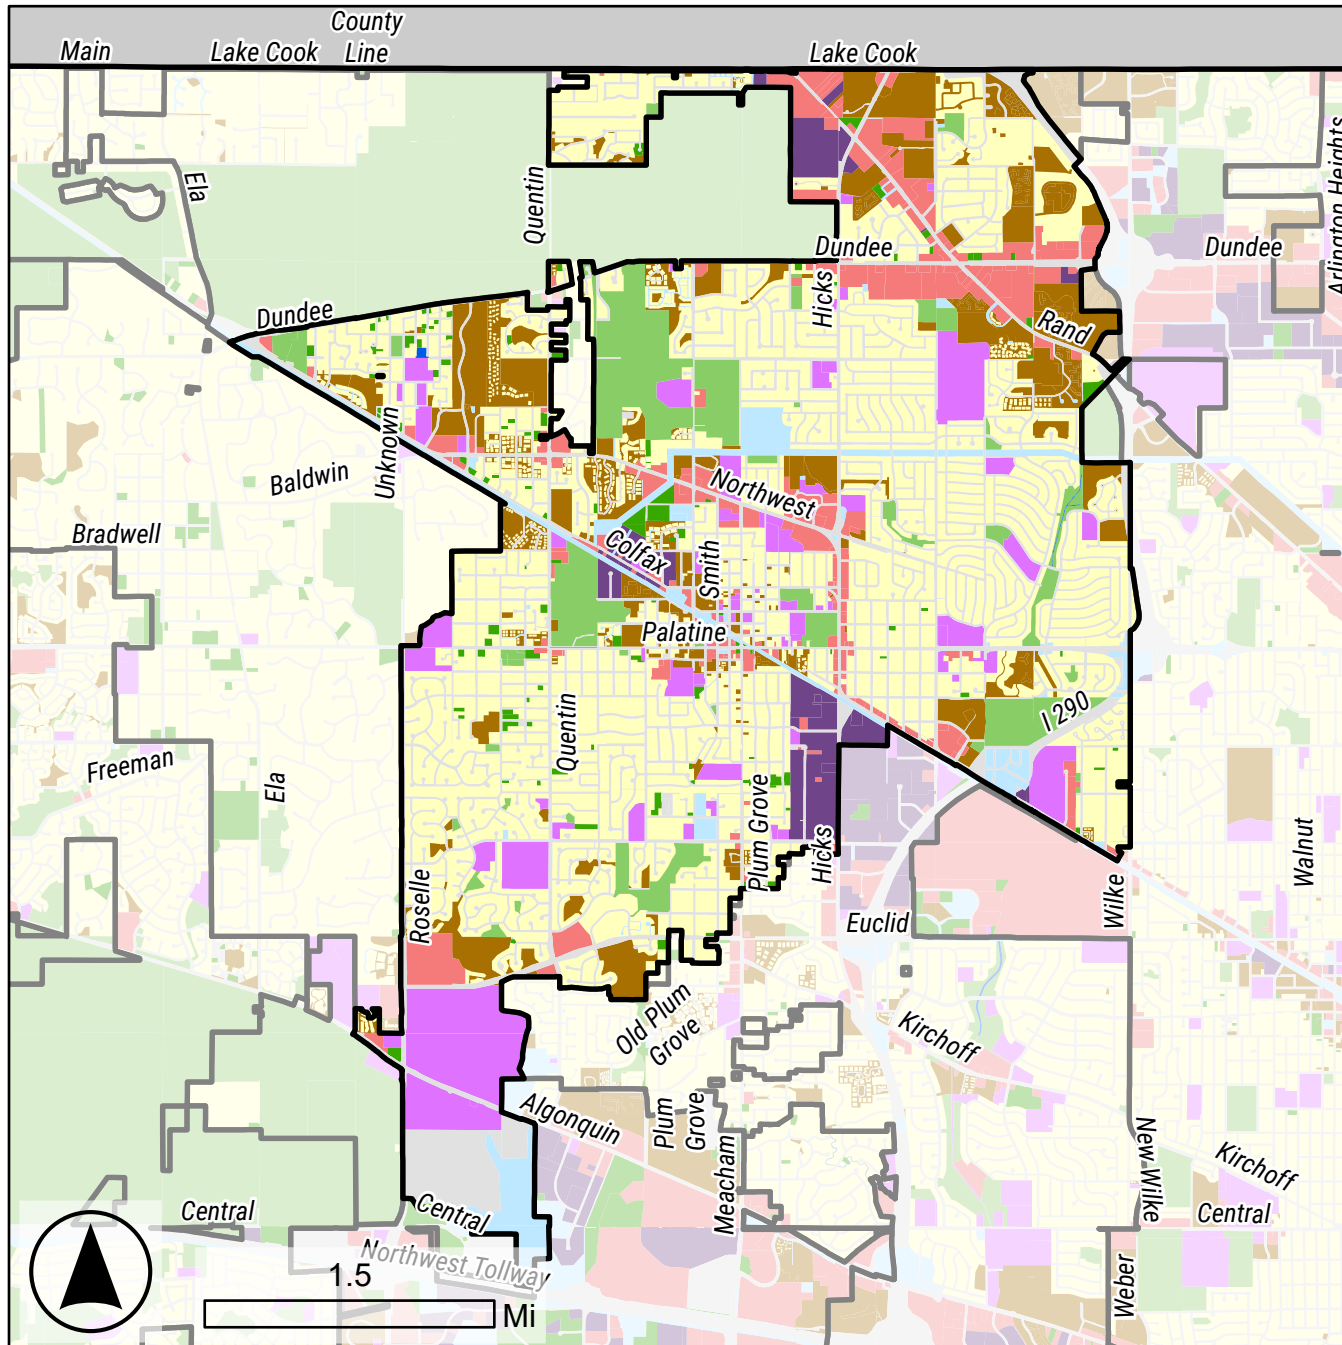 County
Line
Main
Lake Cook
Lake Cook
Arlington Heights
Ela
Quentin
Dundee
Dundee
Hicks
Dundee
Rand
Unknown
Baldwin
Northwest
Bradwell
Colfax
Smith
Palatine
I 290
Quentin
Freeman
Ela
Plum Grove
Hicks
Walnut
Roselle
Wilke
Euclid
Old Plum
Grove
Kirchoff
Algonquin
Plum
Grove
Meacham
New Wilke
Kirchoff
Central
Central
Central
Northwest Tollway
Weber
1.5
Mi